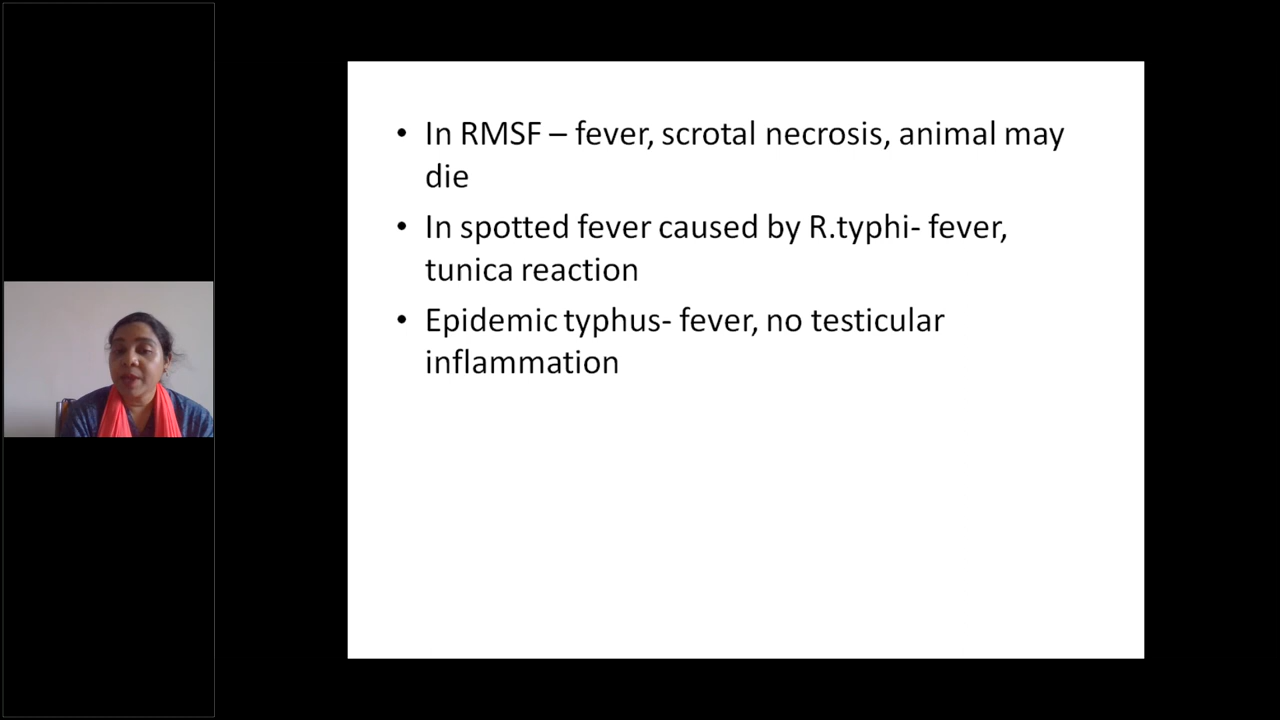 • In RMSF – fever, scrotal necrosis, animal may
die
• In spotted fever caused by R.typhi- fever,
tunica reaction
• Epidemic typhus- fever, no testicular
inflammation